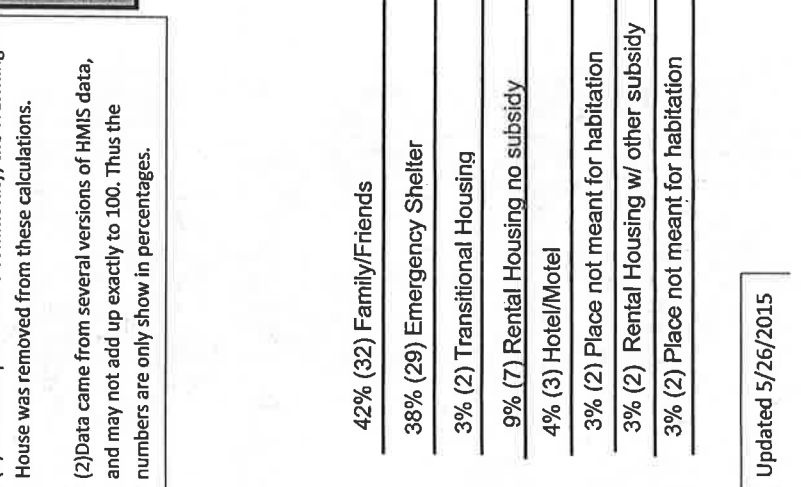 House was removed from these calculations.
(2)Data came from several versions of HMIS data,
and may not add up exactly to 100. Thus the
numbers are only show in percentages.
42% (32) Family/Friends
38% (29) Emergency Shelter
3% (2) Transitional Housing
9% (7) Rental Housing no subsidy
4% (3) Hotel/Motel
3% (2) Place not meant for habitation
3% (2) Rental Housing w/ other subsidy
3% (2) Place not meant for habitation
Updated 5/26/2015